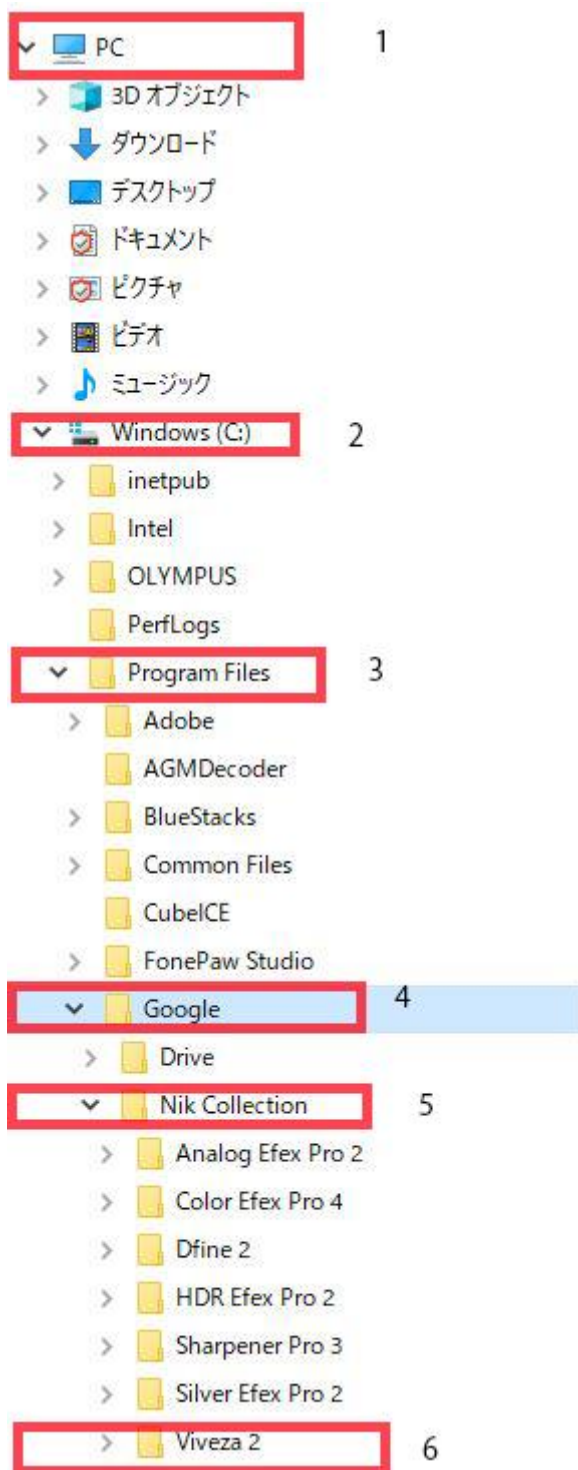 PC 1
3D オブジェクト
ダウンロード
デスクトップ
ドキュメント
ピクチャ
ビデオ
ミュージック
Windows (C:) 2
inetpub
Intel
OLYMPUS
PerfLogs
Program Files 3
Adobe
AGMDecoder
BlueStacks
Common Files
CubeICE
FonePaw Studio
Google 4
Drive
Nik Collection 5
Analog Efex Pro 2
Color Efex Pro 4
Dfine 2
HDR Efex Pro 2
Sharpener Pro 3
Silver Efex Pro 2
Viveza 2 6